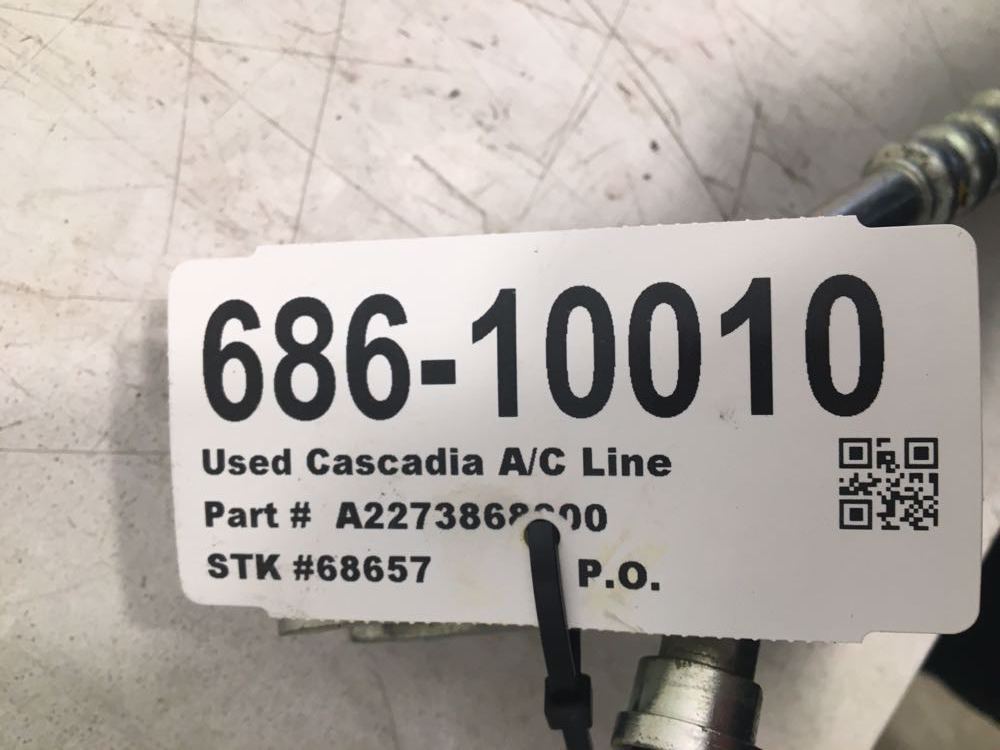 686-10010
Used Cascadia A/C Line
Part #
STK #68657 P.O.